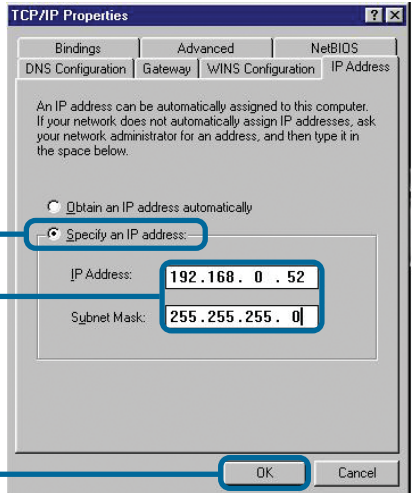 TCP/IP Properties
? X
Bindings Advanced NetBIOS
DNS Configuration Gateway WINS Configuration IP Address
An IP address can be automatically assigned to this computer.
If your network does not automatically assign IP addresses, ask
your network administrator for an address, and then type it in
the space below.
Obtain an IP address automatically
Specify an IP address:
IP Address: 192.168. 0 .52
Subnet Mask: 255.255.255. 0
OK Cancel